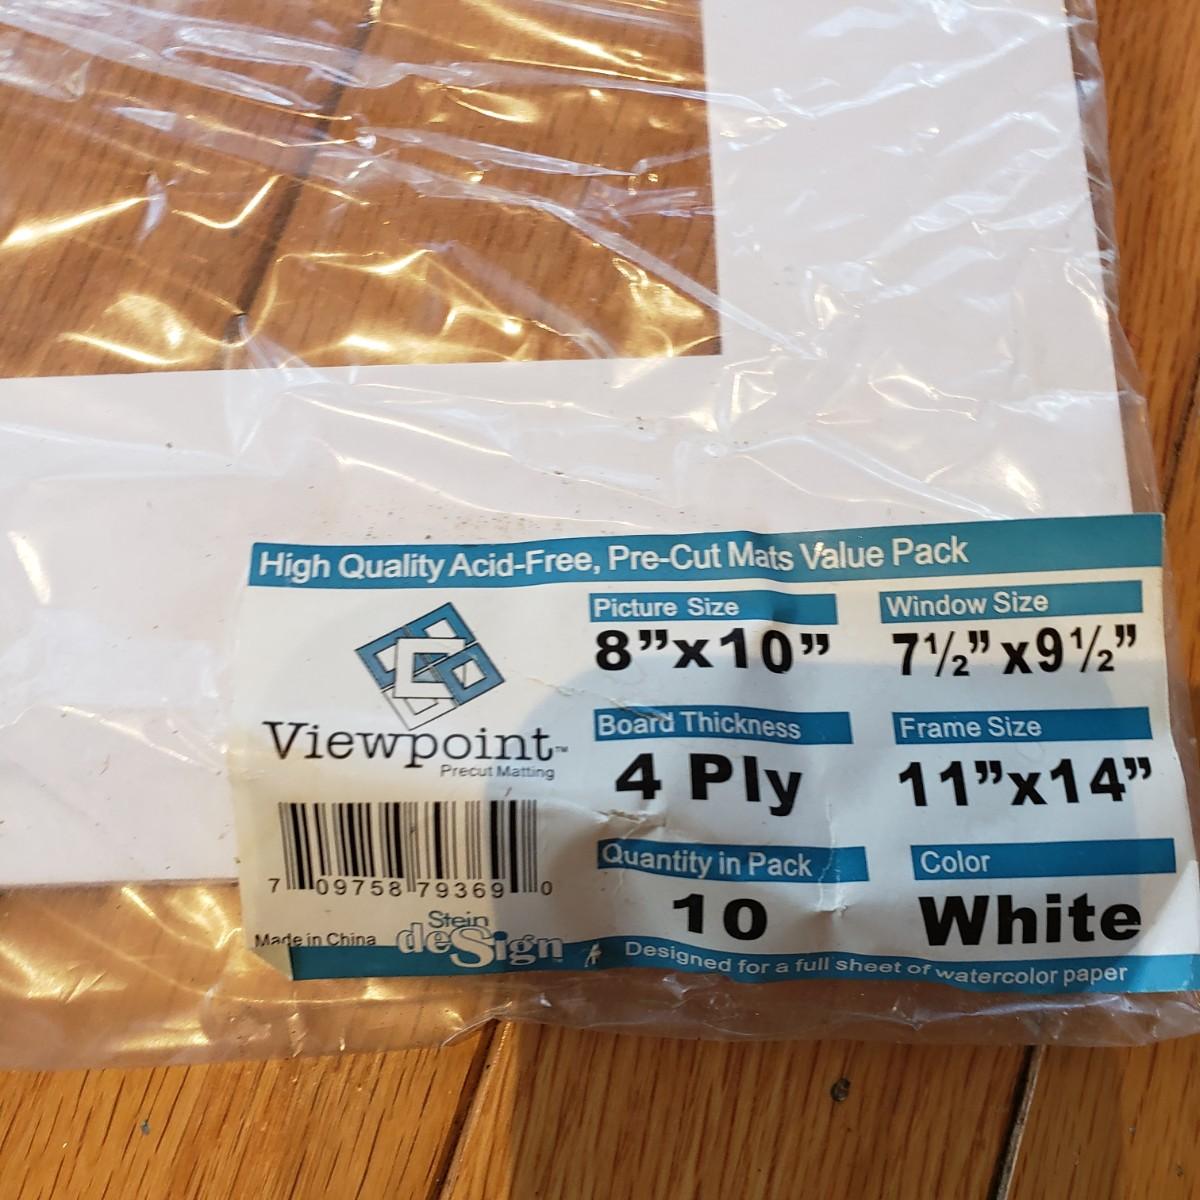 High Quality Acid-Free, Pre-Cut Mats Value Pack
Picture Size
8”x10”
Window Size
7½” x9½”
Viewpoint™
Precut Matting
Board Thickness
4 Ply
Frame Size
11”x14”
Quantity in Pack
10
Color
White
7 09758 79369 0
Made in China
Stein
deSign
Designed for a full sheet of watercolor paper